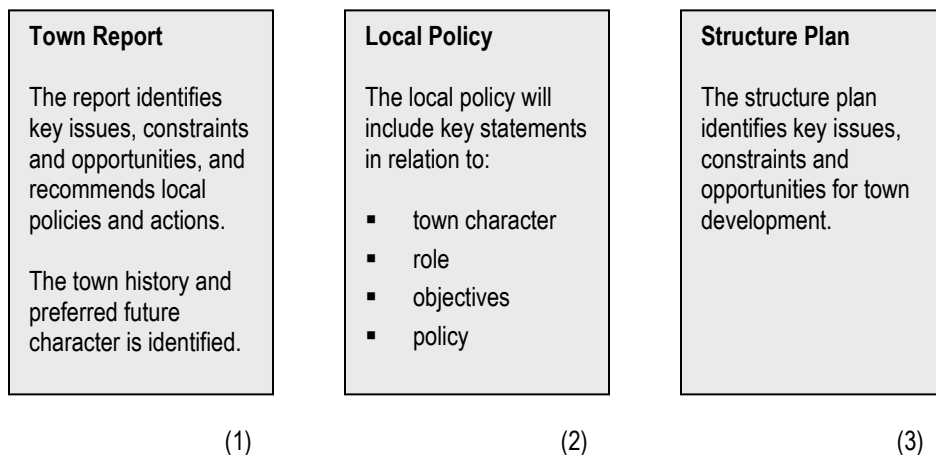 Town Report
The report identifies
key issues, constraints
and opportunities, and
recommends local
policies and actions.
The town history and
preferred future
character is identified.
(1)
Local Policy
The local policy will
include key statements
in relation to:
▪ town character
▪ role
▪ objectives
▪ policy
(2)
Structure Plan
The structure plan
identifies key issues,
constraints and
opportunities for town
development.
(3)